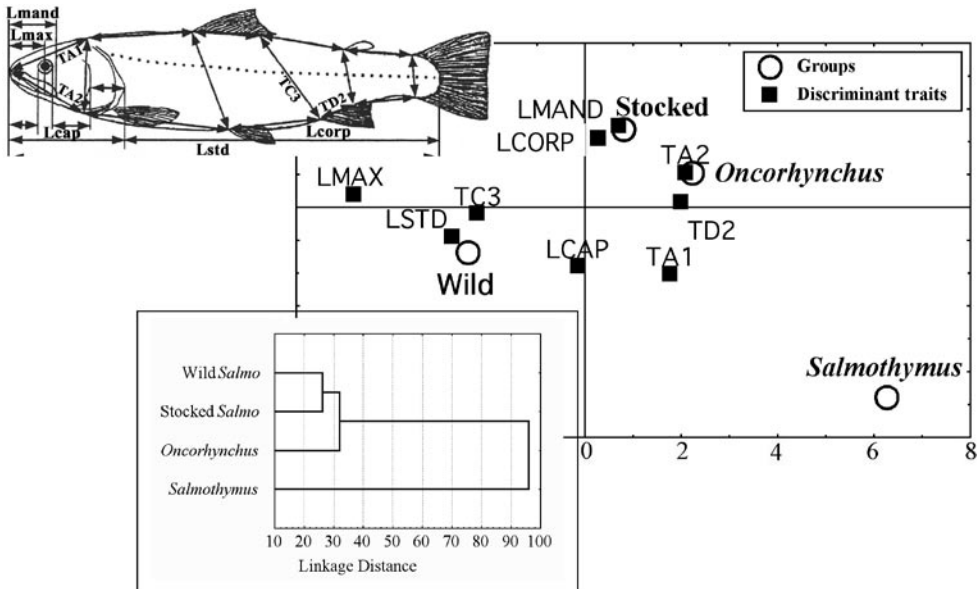 Lmand
Lmax
TA1
TA2
TC3
TD2
Lcap
Lcorp
Lstd
Groups
Discriminant traits
LMAND
Stocked
LCORP
TA2
Oncorhynchus
LMAX
TC3
TD2
LSTD
LCAP
TA1
Wild
Salmothymus
0 2 4 6 8
Wild Salmo
Stocked Salmo
Oncorhynchus
Salmothymus
10 20 30 40 50 60 70 80 90 100
Linkage Distance